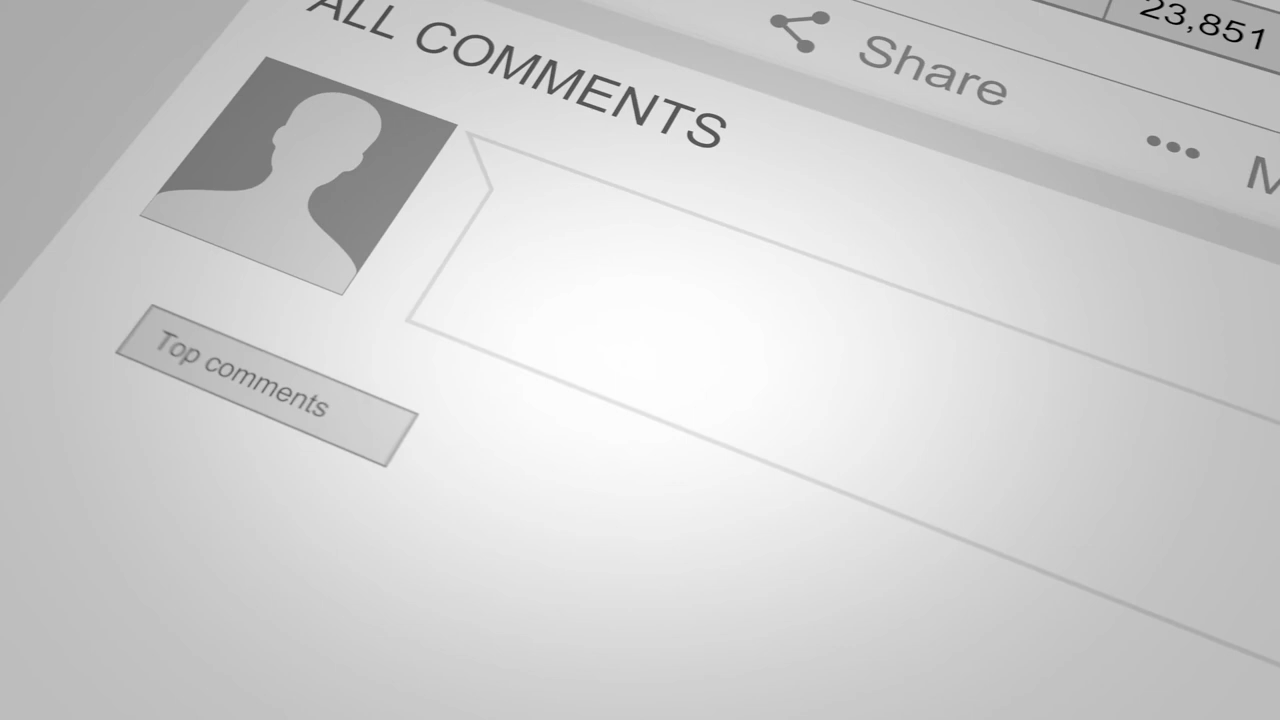 23,851
Share
••• M
ALL COMMENTS
Top comments